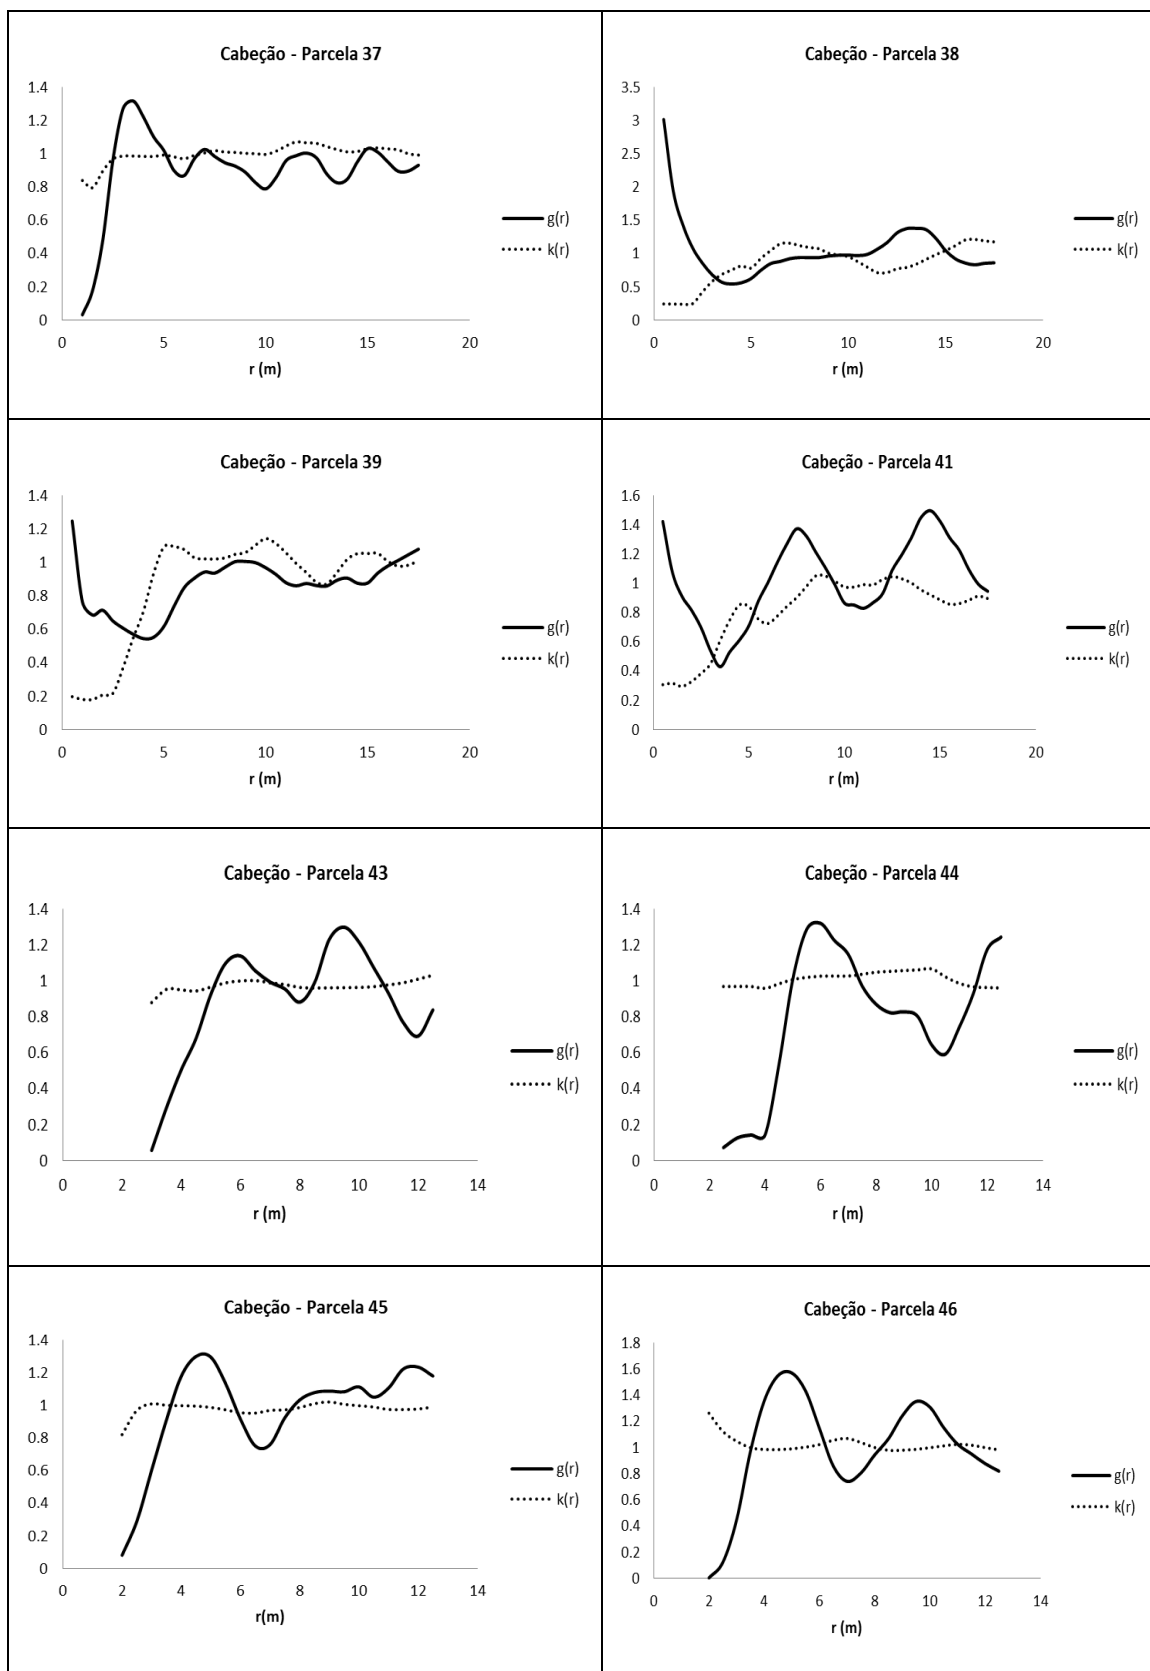 Cabeção - Parcela 37
1.4
1.2
1
0.8
0.6
0.4
0.2
0
0 5 10 15 20
r (m)
g(r)
k(r)
Cabeção - Parcela 38
3.5
3
2.5
2
1.5
1
0.5
0
0 5 10 15 20
r (m)
g(r)
k(r)
Cabeção - Parcela 39
1.4
1.2
1
0.8
0.6
0.4
0.2
0
0 5 10 15 20
r (m)
g(r)
k(r)
Cabeção - Parcela 41
1.6
1.4
1.2
1
0.8
0.6
0.4
0.2
0
0 5 10 15 20
r (m)
g(r)
k(r)
Cabeção - Parcela 43
1.4
1.2
1
0.8
0.6
0.4
0.2
0
0 2 4 6 8 10 12 14
r (m)
g(r)
k(r)
Cabeção - Parcela 44
1.4
1.2
1
0.8
0.6
0.4
0.2
0
0 2 4 6 8 10 12 14
r (m)
g(r)
k(r)
Cabeção - Parcela 45
1.4
1.2
1
0.8
0.6
0.4
0.2
0
0 2 4 6 8 10 12 14
r(m)
g(r)
k(r)
Cabeção - Parcela 46
1.8
1.6
1.4
1.2
1
0.8
0.6
0.4
0.2
0
0 2 4 6 8 10 12 14
r (m)
g(r)
k(r)